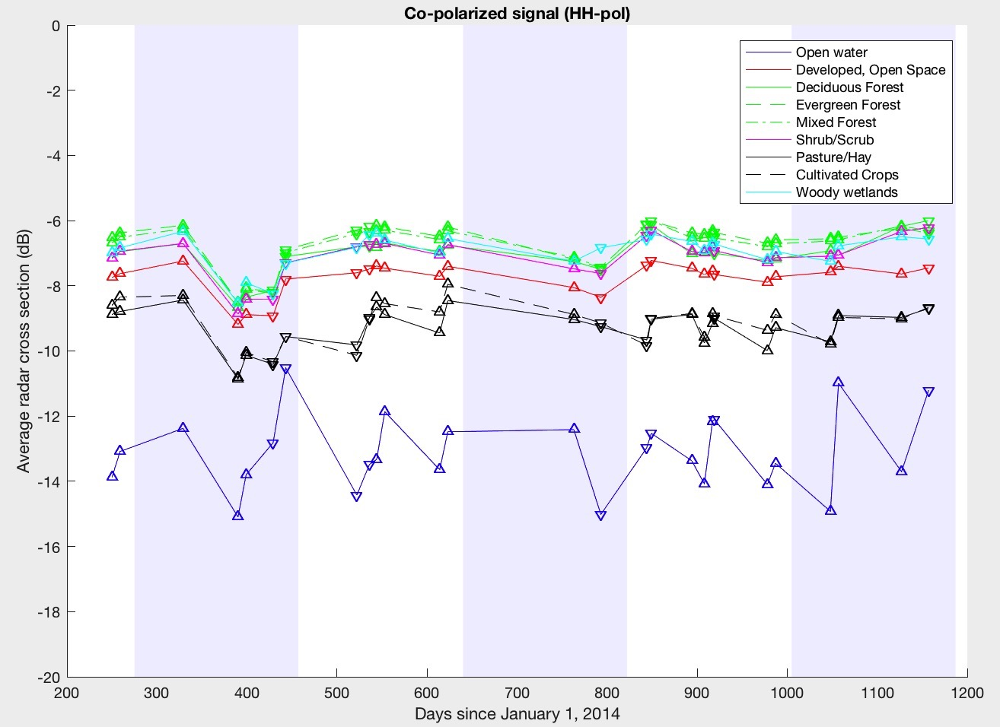 Co-polarized signal (HH-pol)
0
-2
-4
-6
-8
-10
-12
-14
-16
-18
-20
Average radar cross section (dB)
Open water
Developed, Open Space
Deciduous Forest
Evergreen Forest
Mixed Forest
Shrub/Scrub
Pasture/Hay
Cultivated Crops
Woody wetlands
200 300 400 500 600 700 800 900 1000 1100 1200
Days since January 1, 2014